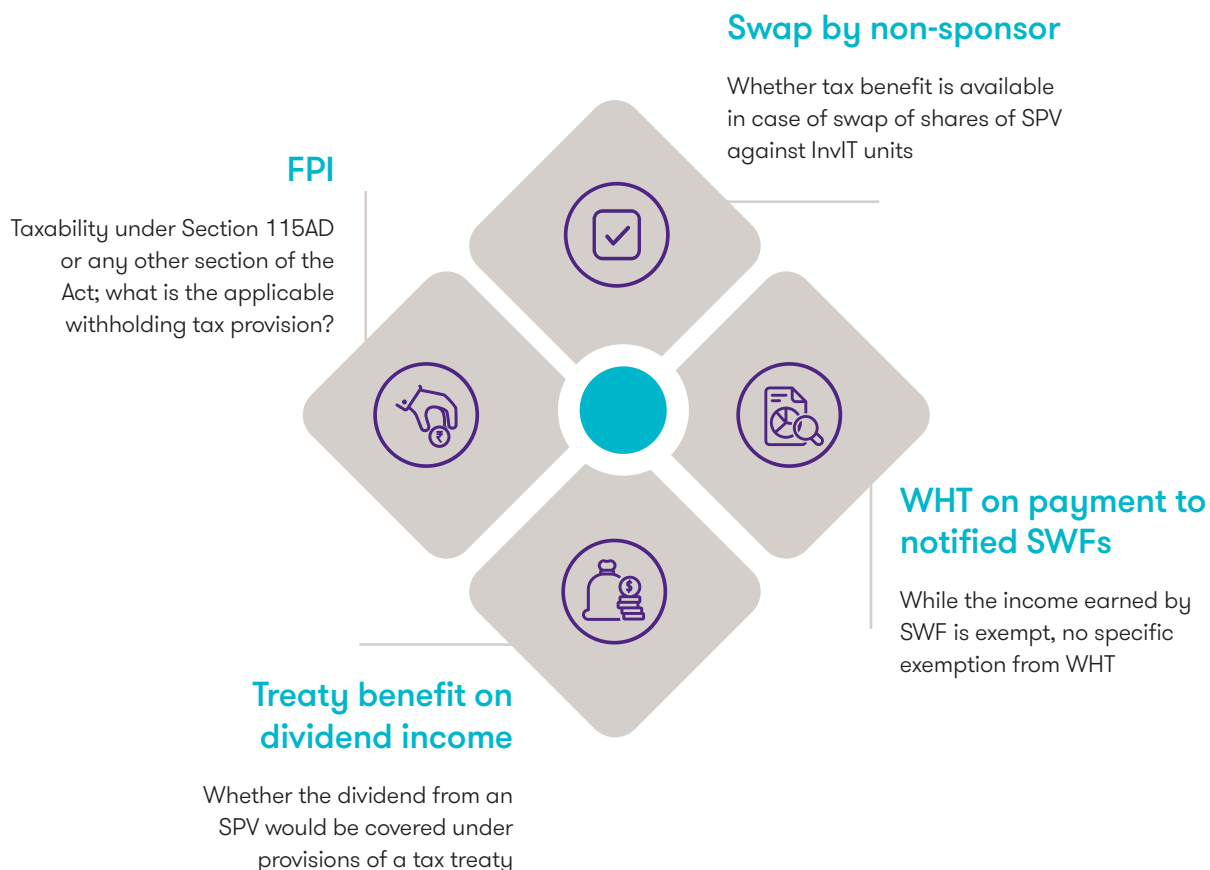 Swap by non-sponsor
Whether tax benefit is available
in case of swap of shares of SPV
against InvIT units
FPI
Taxability under Section 115AD
or any other section of the
Act; what is the applicable
withholding tax provision?
₹
WHT on payment to
notified SWFs
While the income earned by
SWF is exempt, no specific
exemption from WHT
$
Treaty benefit on
dividend income
Whether the dividend from an
SPV would be covered under
provisions of a tax treaty